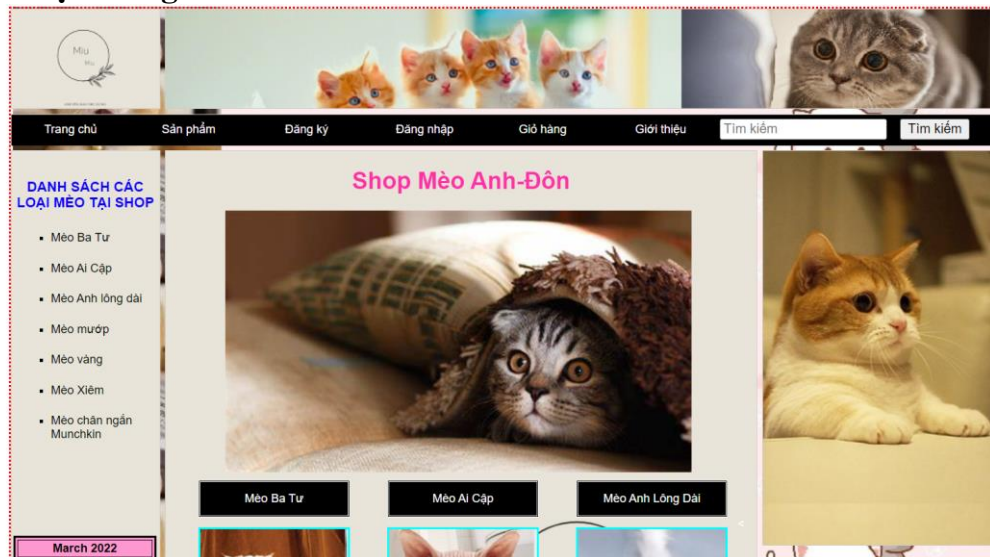 Miu
Miu
Trang chủ Sản phẩm Đăng ký Đăng nhập Giỏ hàng Giới thiệu Tìm kiếm Tìm kiếm
DANH SÁCH CÁC
LOẠI MÈO TẠI SHOP
Mèo Ba Tư
Mèo Ai Cập
Mèo Anh lông dài
Mèo mướp
Mèo vàng
Mèo Xiêm
Mèo chân ngắn
Munchkin
March 2022
Shop Mèo Anh-Đôn
Mèo Ba Tư Mèo Ai Cập Mèo Anh Lông Dài